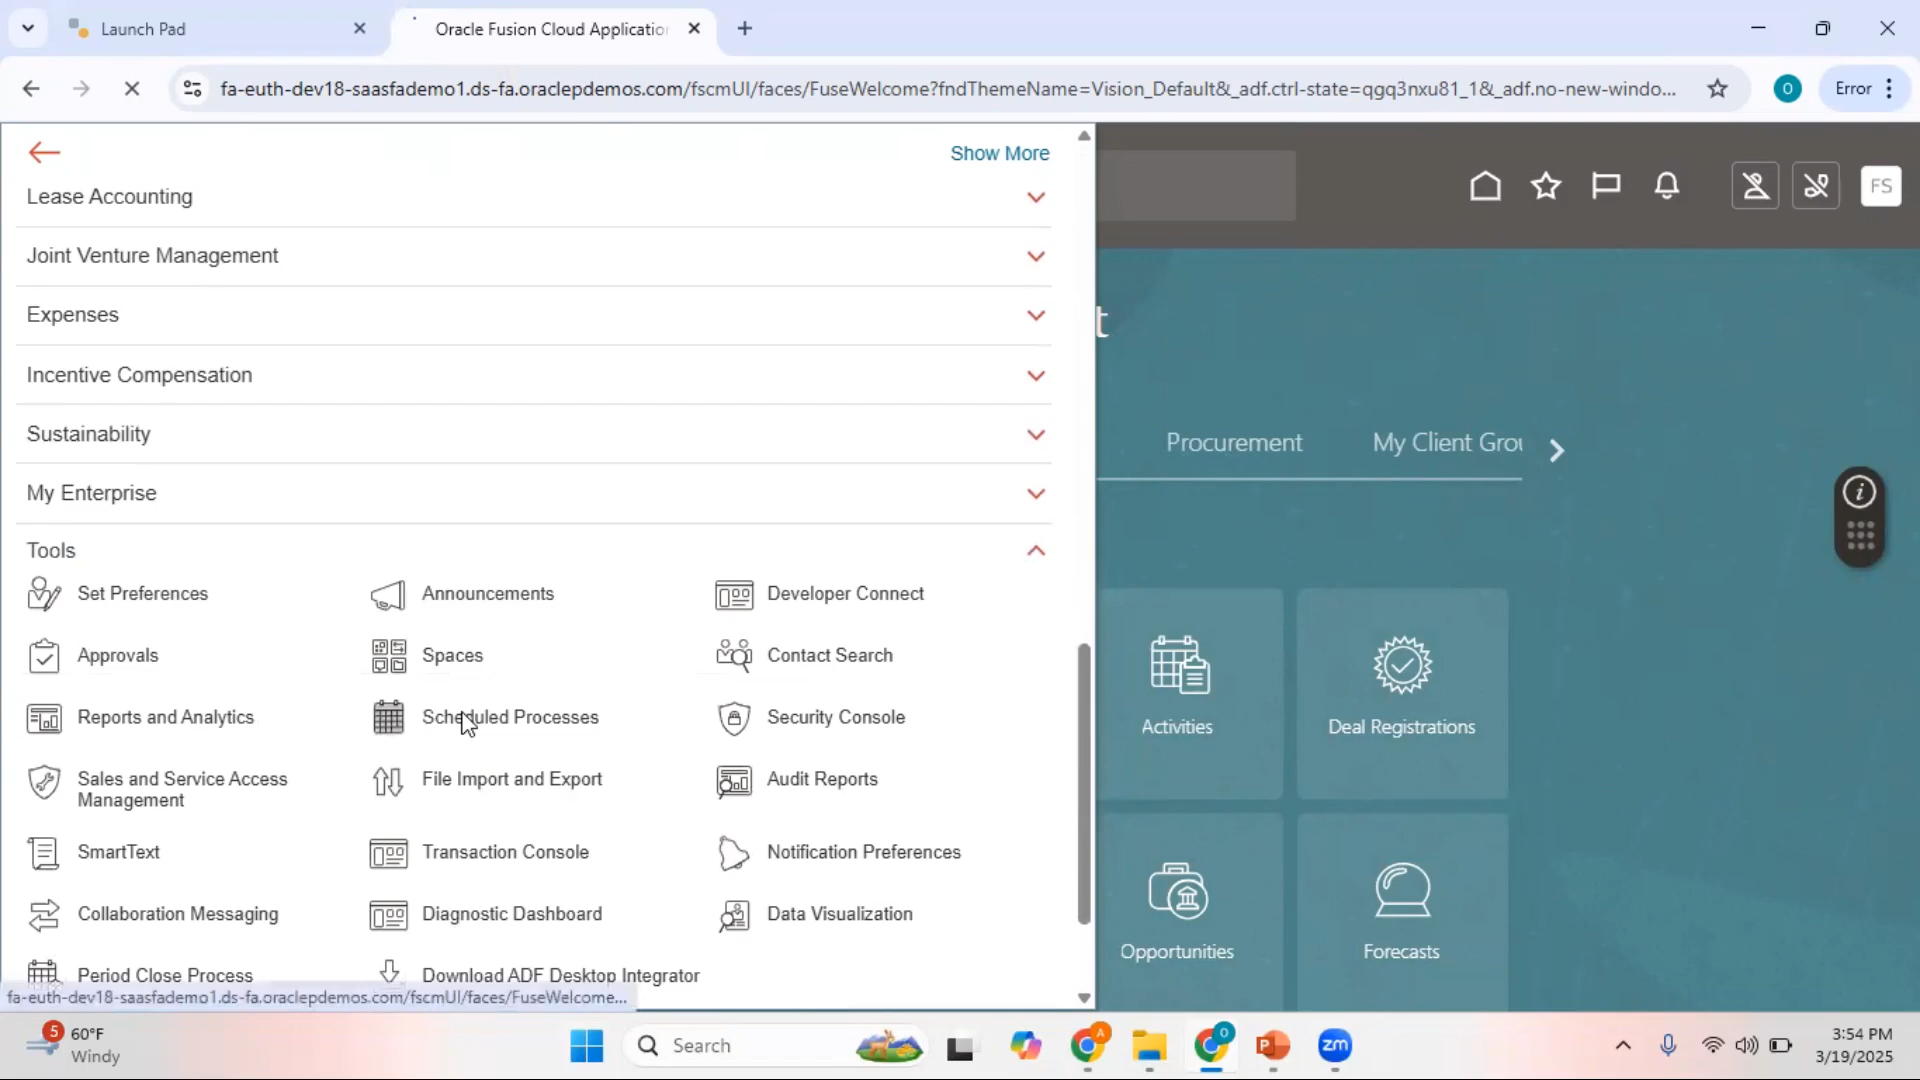 Launch Pad
Oracle Fusion Cloud Application
fa-euth-dev18-saasfademo1.ds-fa.oraclepdemos.com/fscmUI/faces/FuseWelcome?fndThemeName=Vision_Default&_adf.ctrl-state=qgq3nxu81_1&_adf.no-new-windo...
O
Error
Show More
Lease Accounting
Joint Venture Management
Expenses
Incentive Compensation
Sustainability
My Enterprise
Tools
Set Preferences
Announcements
Developer Connect
Approvals
Spaces
Contact Search
Reports and Analytics
Scheduled Processes
Security Console
Sales and Service Access
Management
File Import and Export
Audit Reports
SmartText
Transaction Console
Notification Preferences
Collaboration Messaging
Diagnostic Dashboard
Data Visualization
Period Close Process
Download ADF Desktop Integrator
fa-euth-dev18-saasfademo1.ds-fa.oraclepdemos.com/fscmUI/faces/FuseWelcome...
FS
t
Procurement
My Client Grou
Activities
Deal Registrations
Opportunities
Forecasts
5
60°F
Windy
Search
A
O
P
zm
3:54 PM
3/19/2025